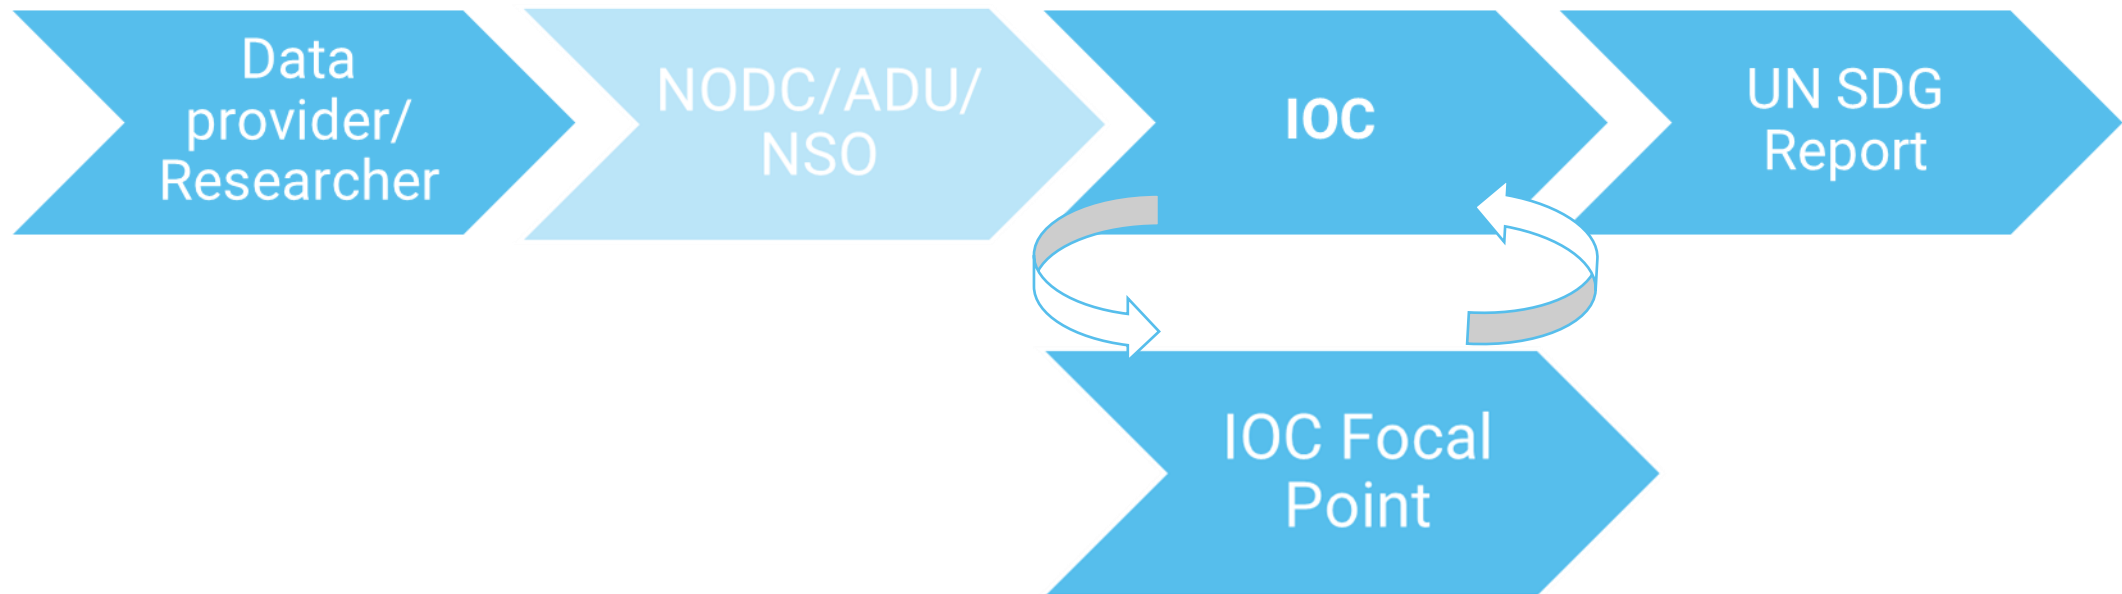 Data
provider/
Researcher
NODC/ADU/
NSO
IOC
UN SDG
Report
IOC Focal
Point